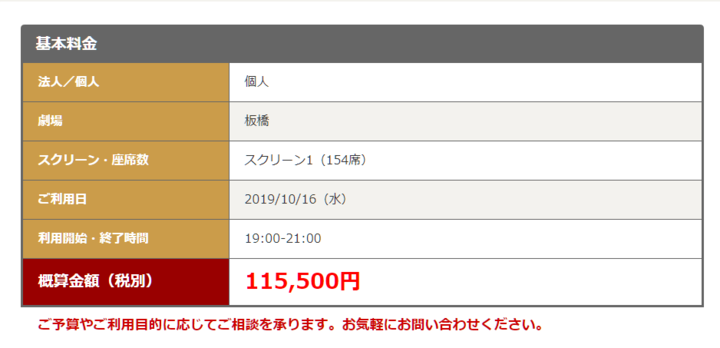 基本料金
法人／個人 個人
劇場 板橋
スクリーン・座席数 スクリーン1（154席）
ご利用日 2019/10/16（水）
利用開始・終了時間 19:00-21:00
概算金額（税別） 115,500円
ご予算やご利用目的に応じてご相談を承ります。お気軽にお問い合わせください。